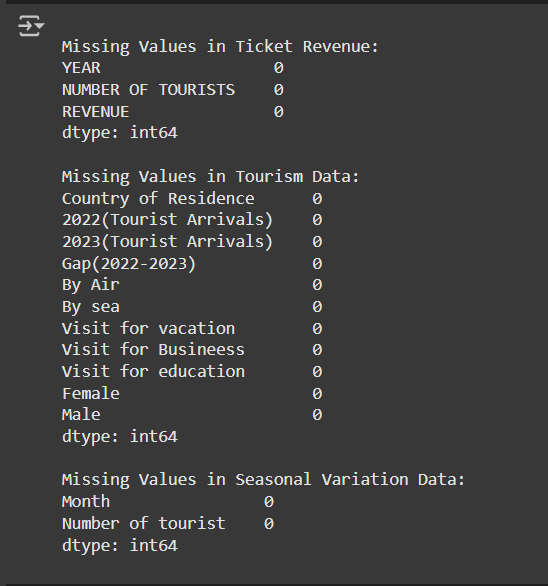 Missing Values in Ticket Revenue:
YEAR 0
NUMBER OF TOURISTS 0
REVENUE 0
dtype: int64
Missing Values in Tourism Data:
Country of Residence 0
2022(Tourist Arrivals) 0
2023(Tourist Arrivals) 0
Gap(2022-2023) 0
By Air 0
By sea 0
Visit for vacation 0
Visit for Busineess 0
Visit for education 0
Female 0
Male 0
dtype: int64
Missing Values in Seasonal Variation Data:
Month 0
Number of tourist 0
dtype: int64